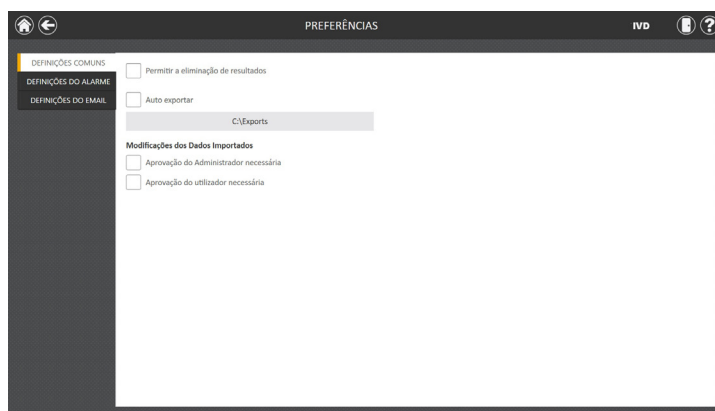 PREFERÊNCIAS
IVD
?
DEFINIÇÕES COMUNS
DEFINIÇÕES DO ALARME
DEFINIÇÕES DO EMAIL
Permitir a eliminação de resultados
Auto exportar
C:\Exports
Modificações dos Dados Importados
Aprovação do Administrador necessária
Aprovação do utilizador necessária